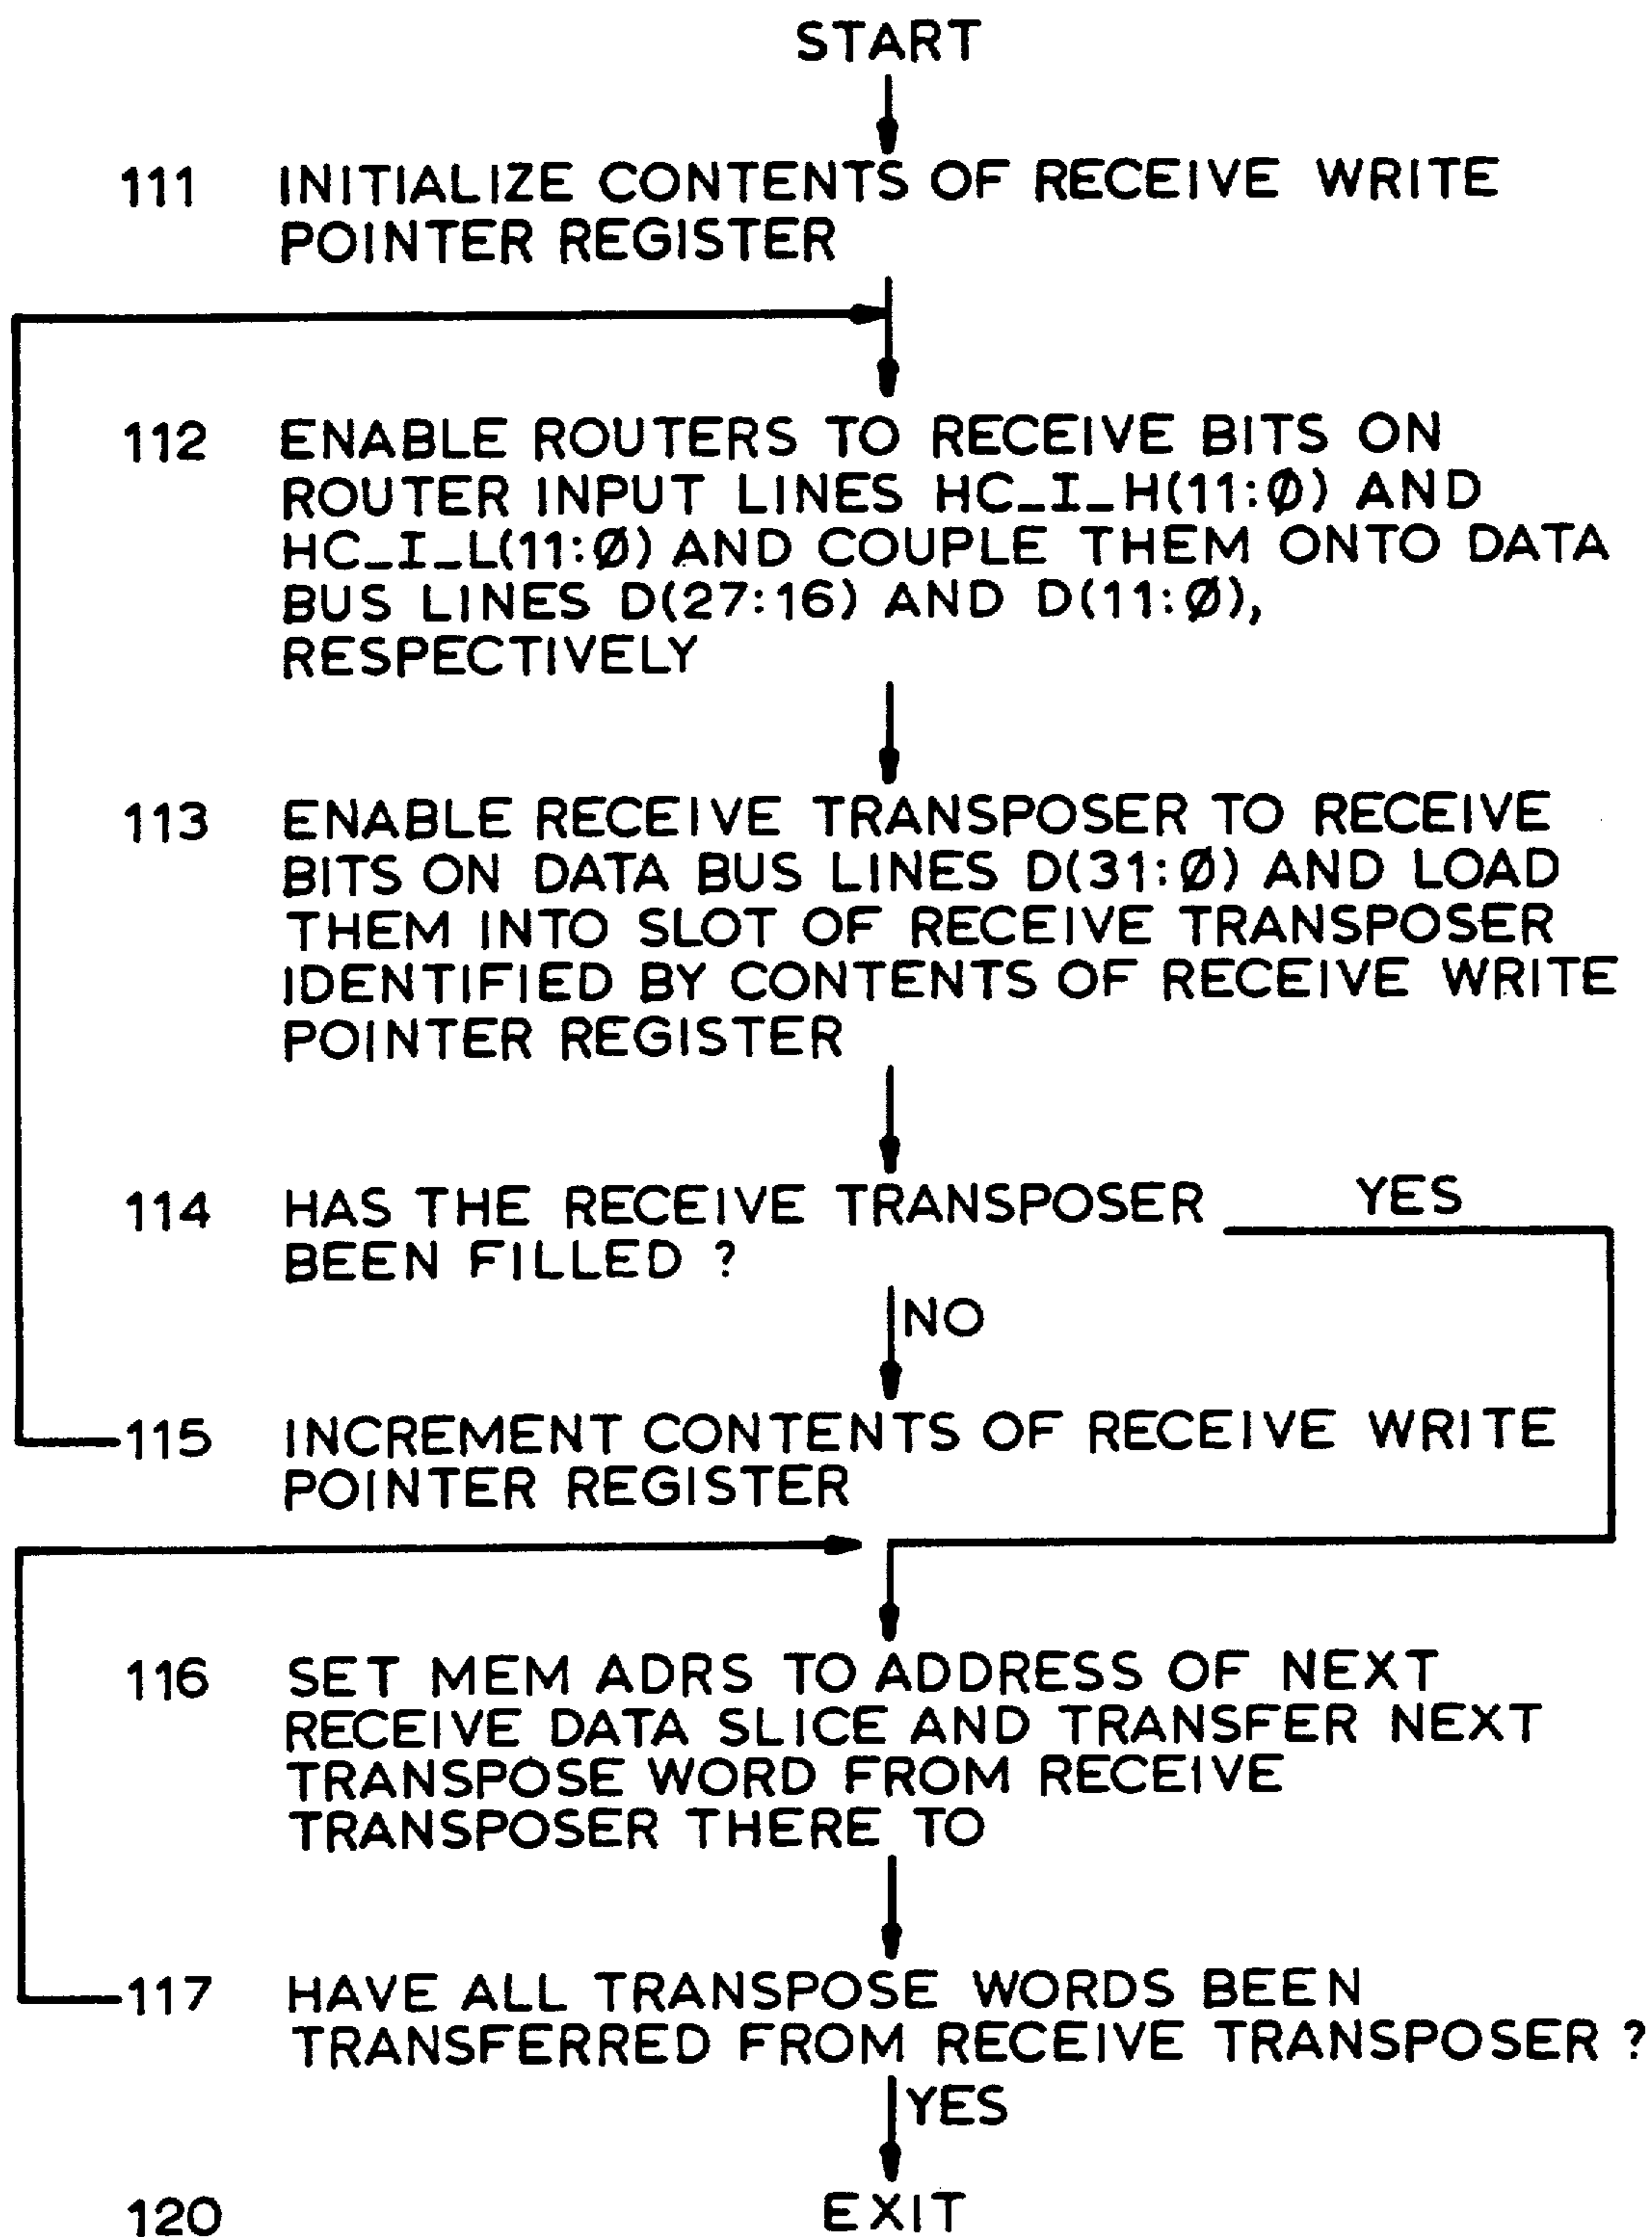 START
111 INITIALIZE CONTENTS OF RECEIVE WRITE
POINTER REGISTER
112 ENABLE ROUTERS TO RECEIVE BITS ON
ROUTER INPUT LINES HC_I_H(11:Ø) AND
HC_I_L(11:Ø) AND COUPLE THEM ONTO DATA
BUS LINES D(27:16) AND D(11:Ø),
RESPECTIVELY
113 ENABLE RECEIVE TRANSPOSER TO RECEIVE
BITS ON DATA BUS LINES D(31:Ø) AND LOAD
THEM INTO SLOT OF RECEIVE TRANSPOSER
IDENTIFIED BY CONTENTS OF RECEIVE WRITE
POINTER REGISTER
114 HAS THE RECEIVE TRANSPOSER YES
BEEN FILLED ?
NO
115 INCREMENT CONTENTS OF RECEIVE WRITE
POINTER REGISTER
116 SET MEM ADRS TO ADDRESS OF NEXT
RECEIVE DATA SLICE AND TRANSFER NEXT
TRANSPOSE WORD FROM RECEIVE
TRANSPOSER THERE TO
117 HAVE ALL TRANSPOSE WORDS BEEN
TRANSFERRED FROM RECEIVE TRANSPOSER ?
YES
120 EXIT